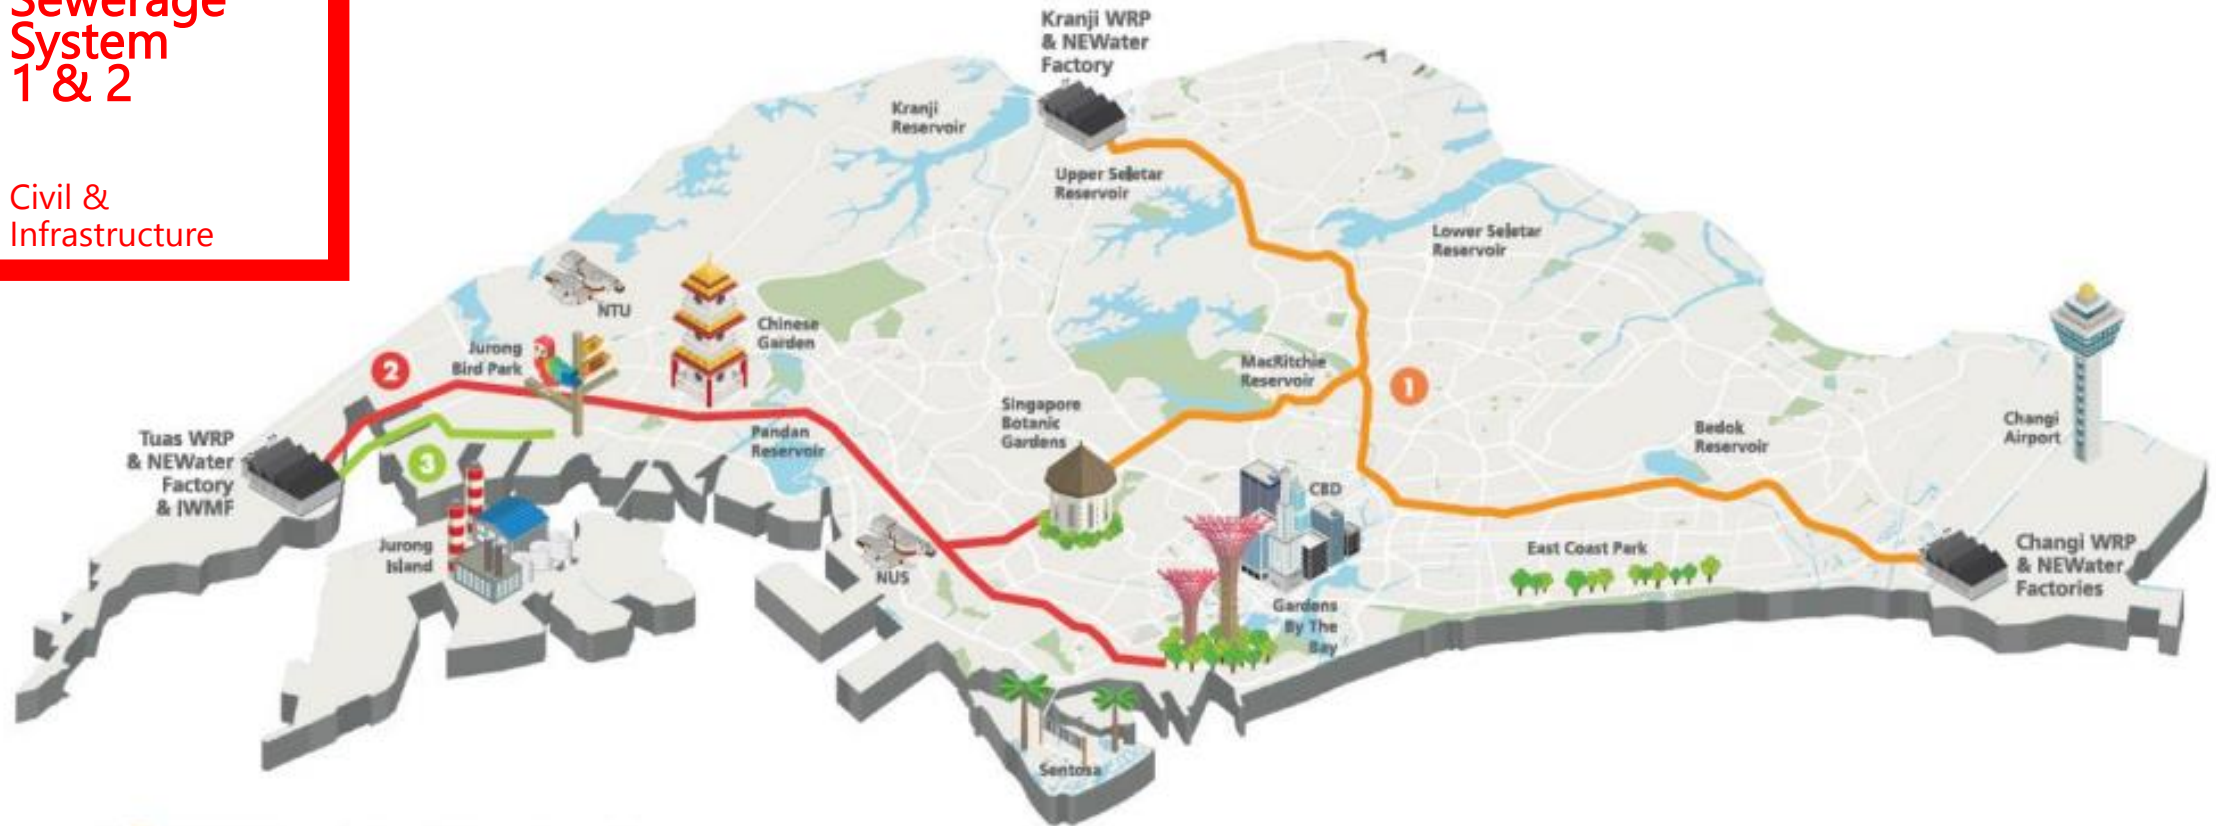 Sewerage
System
1 & 2
Civil &
Infrastructure
Kranji WRP
& NEWater
Factory
Kranji
Reservoir
Upper Seletar
Reservoir
Lower Seletar
Reservoir
NTU
Chinese
Garden
Jurong
Bird Park
2
MacRitchie
Reservoir
1
Singapore
Botanic
Gardens
Changi
Airport
Tuas WRP
& NEWater
Factory
& IWMF
3
Pandan
Reservoir
Bedok
Reservoir
CBD
Jurong
Island
NUS
East Coast Park
Changi WRP
& NEWater
Factories
Gardens
By The
Bay
Sentosa